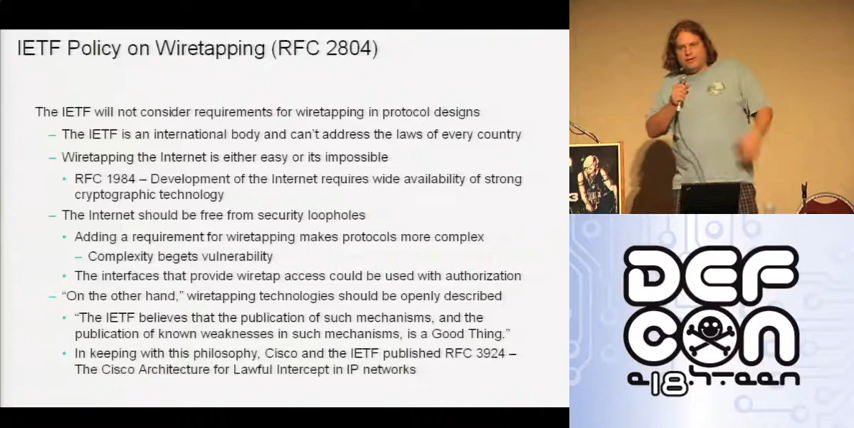 IETF Policy on Wiretapping (RFC 2804)
The IETF will not consider requirements for wiretapping in protocol designs
– The IETF is an international body and can't address the laws of every country
– Wiretapping the Internet is either easy or its impossible
• RFC 1984 – Development of the Internet requires wide availability of strong
cryptographic technology
– The Internet should be free from security loopholes
• Adding a requirement for wiretapping makes protocols more complex
– Complexity begets vulnerability
• The interfaces that provide wiretap access could be used with authorization
– "On the other hand," wiretapping technologies should be openly described
• "The IETF believes that the publication of such mechanisms, and the
publication of known weaknesses in such mechanisms, is a Good Thing."
• In keeping with this philosophy, Cisco and the IETF published RFC 3924 –
The Cisco Architecture for Lawful Intercept in IP networks
3
DEF
CON
e18h-teen